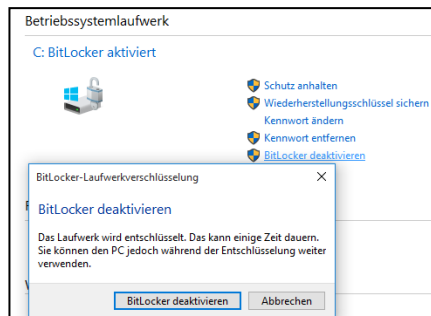 Betriebssystemlaufwerk
C: BitLocker aktiviert
Schutz anhalten
Wiederherstellungsschlüssel sichern
Kennwort ändern
Kennwort entfernen
BitLocker deaktivieren
BitLocker-Laufwerkverschlüsselung
BitLocker deaktivieren
Das Laufwerk wird entschlüsselt. Das kann einige Zeit dauern.
Sie können den PC jedoch während der Entschlüsselung weiter
verwenden.
BitLocker deaktivieren Abbrechen